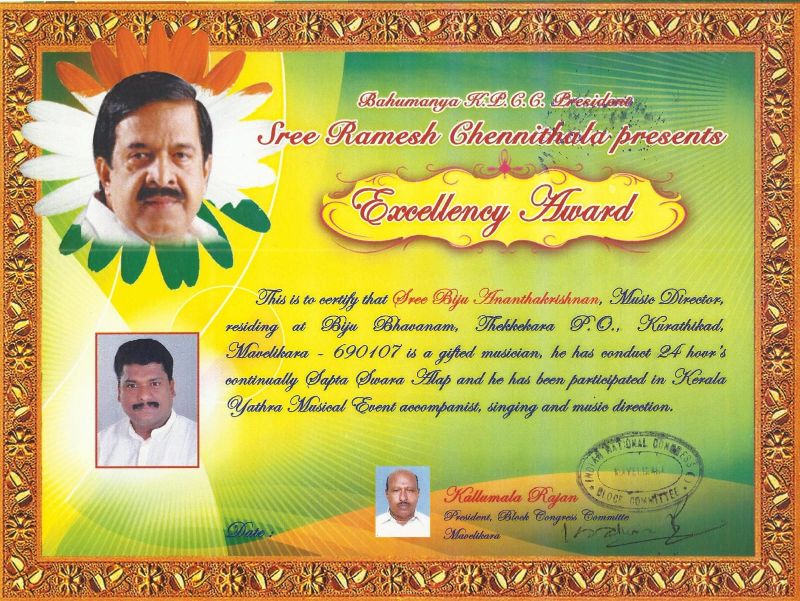 Bahumanya K.P.C.C. President
Sree Ramesh Chennithala presents
Excellency Award
This is to certify that Sree Biju Ananthakrishnan, Music Director,
residing at Biju Bhavanam, Thekkekara P.O., Kurathikad,
Mavelikara - 690107 is a gifted musician, he has conduct 24 hour's
continually Sapta Swara Alap and he has been participated in Kerala
Yathra Musical Event accompanist, singing and music direction.
INDIAN NATIONAL CONGRESS (I)
BLOCK COMMITTEE
Kallumala Rajan
President, Block Congress Committe
Mavelikara
Date :